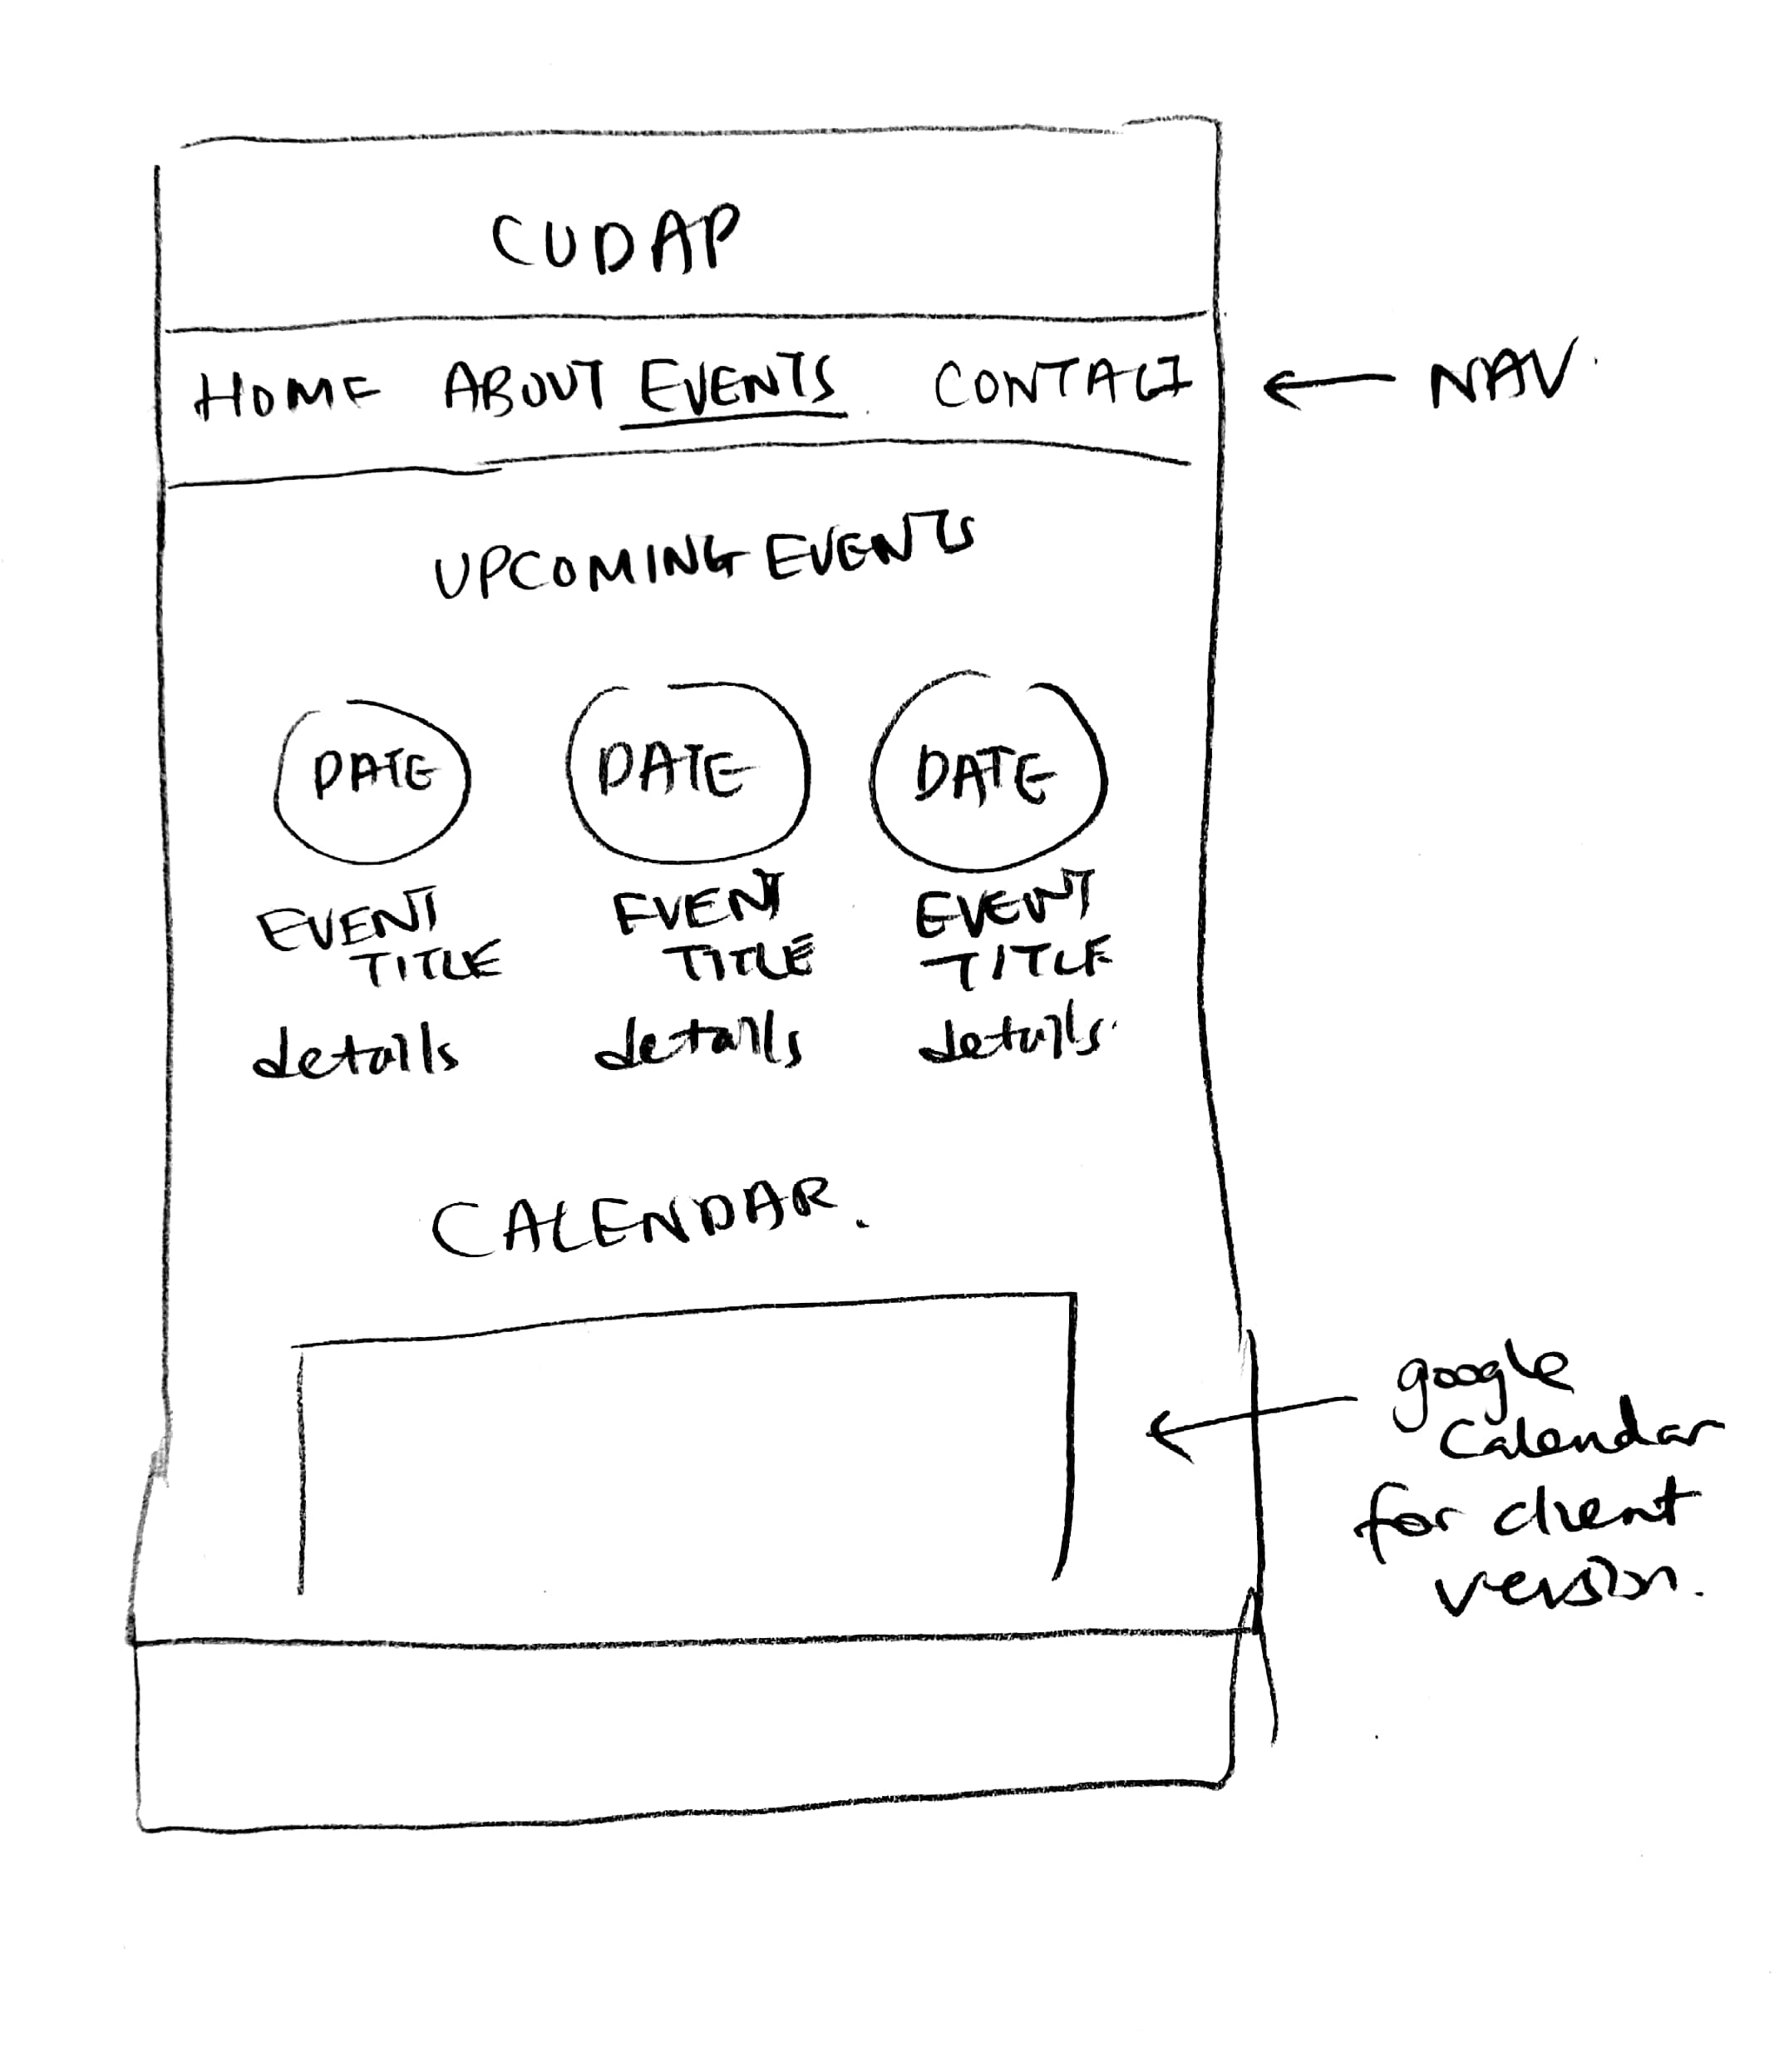 CUDAP
HOME ABOUT EVENTS CONTACT
NAV.
UPCOMING EVENTS
DATE DATE DATE
EVENT EVENT EVENT
TITLE TITLE TITLE
details details details.
CALENDAR.
google
Calendar
for client
version.